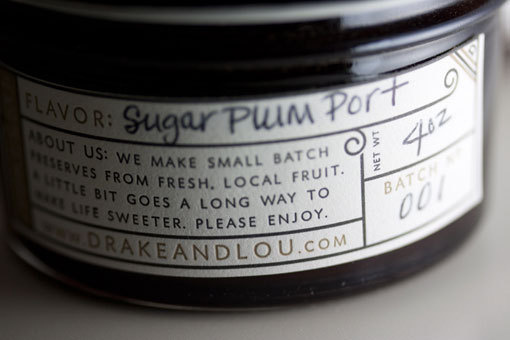 FLAVOR: Sugar Plum Port
ABOUT US: WE MAKE SMALL BATCH
PRESERVES FROM FRESH, LOCAL FRUIT.
A LITTLE BIT GOES A LONG WAY TO
MAKE LIFE SWEETER. PLEASE ENJOY.
WWW.DRAKEANDLOU.COM
NET WT
4oz
BATCH Nº
001